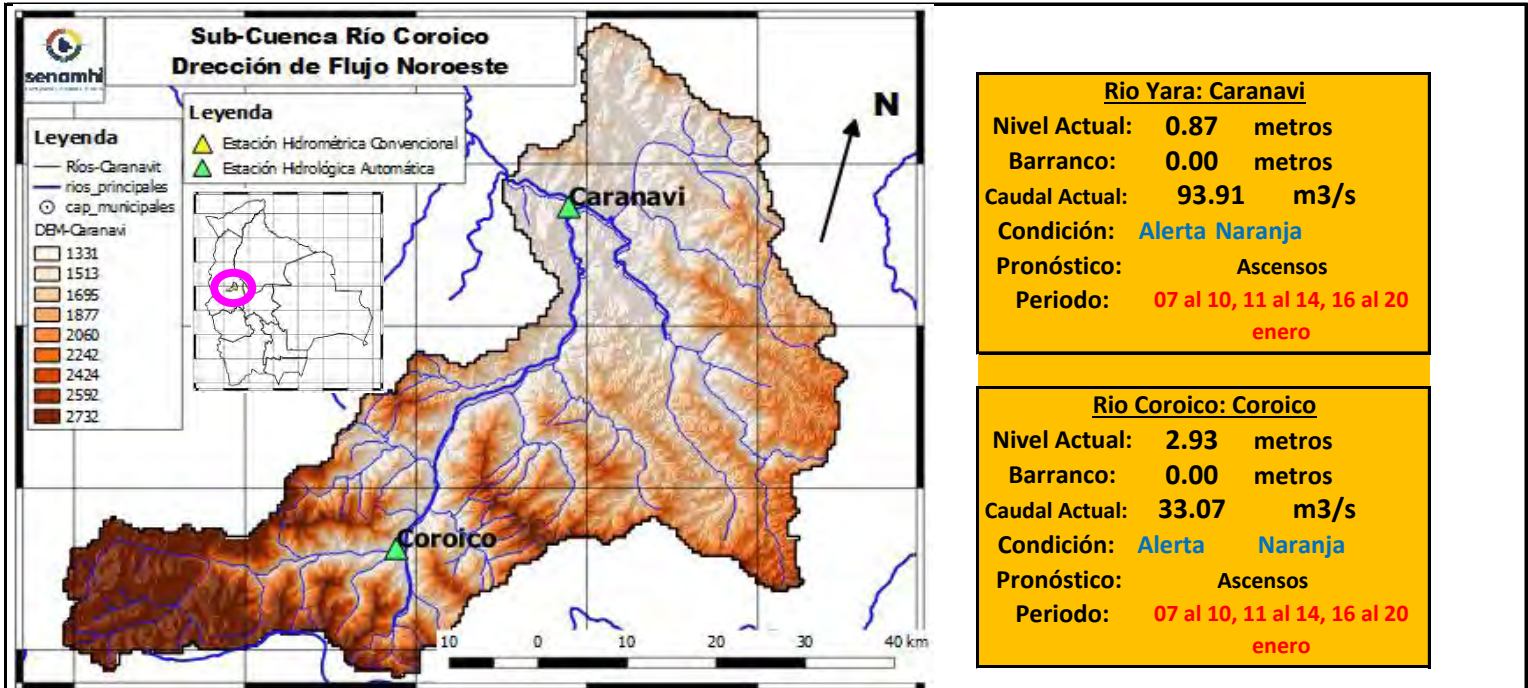 Sub-Cuenca Río Coroico
Drección de Flujo Noroeste
senamhi
Leyenda
Estación Hidrométrica Convencional
Estación Hidrológica Automática
Leyenda
Ríos-Caranavit
rios_principales
cap_municipales
DEM-Caranavi
1331
1513
1695
1877
2060
2242
2424
2592
2732
N
Caranavi
Coroico
10 0 10 20 30 40 km
Rio Yara: Caranavi
Nivel Actual: 0.87 metros
Barranco: 0.00 metros
Caudal Actual: 93.91 m3/s
Condición: Alerta Naranja
Pronóstico: Ascensos
Periodo: 07 al 10, 11 al 14, 16 al 20
enero
Rio Coroico: Coroico
Nivel Actual: 2.93 metros
Barranco: 0.00 metros
Caudal Actual: 33.07 m3/s
Condición: Alerta Naranja
Pronóstico: Ascensos
Periodo: 07 al 10, 11 al 14, 16 al 20
enero